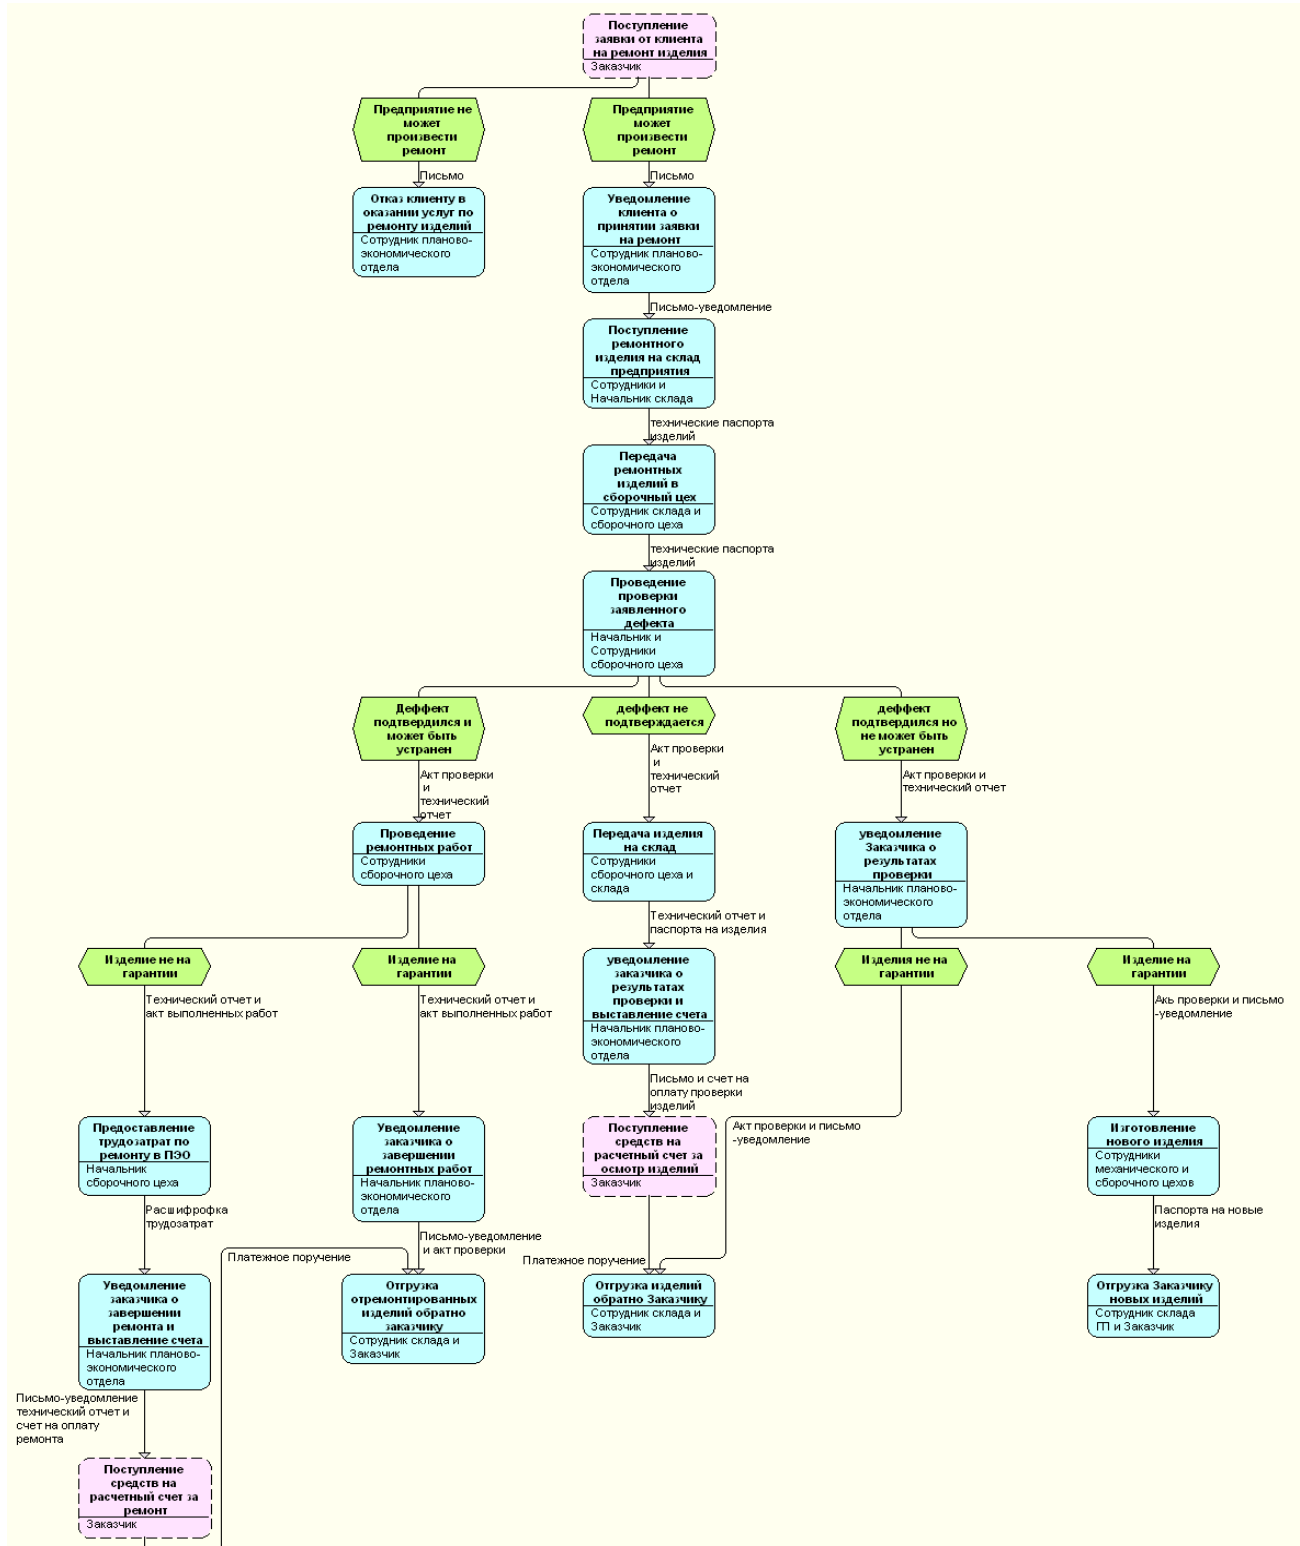 Поступление
заявки от клиента
на ремонт изделия
Заказчик
Предприятие не
может
произвести
ремонт
Предприятие
может
произвести
ремонт
Письмо
Письмо
Отказ клиенту в
оказании услуг по
ремонту изделий
Сотрудник планово-
экономического
отдела
Уведомление
клиента о
принятии заявки
на ремонт
Сотрудник планово-
экономического
отдела
Письмо-уведомление
Поступление
ремонтного
изделия на склад
предприятия
Сотрудники и
Начальник склада
технические паспорта
изделий
Передача
ремонтных
изделий в
сборочный цех
Сотрудник склада и
сборочного цеха
технические паспорта
изделий
Проведение
проверки
заявленного
дефекта
Начальник и
Сотрудники
сборочного цеха
Деффект
подтвердился и
может быть
устранен
деффект не
подтверждается
деффект
подтвердился но
не может быть
устранен
Акт проверки
и
технический
отчет
Акт проверки
и
технический
отчет
Акт проверки и
технический отчет
Проведение
ремонтных работ
Сотрудники
сборочного цеха
Передача изделия
на склад
Сотрудники
сборочного цеха и
склада
уведомление
Заказчика о
результатах
проверки
Начальник планово-
экономического
отдела
Технический отчет и
паспорта на изделия
Изделие не на
гарантии
Изделие на
гарантии
уведомление
заказчика о
результатах
проверки и
выставление счета
Начальник планово-
экономического
отдела
Изделия не на
гарантии
Изделие на
гарантии
Технический отчет и
акт выполненных работ
Технический отчет и
акт выполненных работ
Акь проверки и письмо
-уведомление
Письмо и счет на
оплату проверки
изделий
Предоставление
трудозатрат по
ремонту в ПЭО
Начальник
сборочного цеха
Уведомление
заказчика о
завершении
ремонтных работ
Начальник планово-
экономического
отдела
Поступление
средств на
расчетный счет за
осмотр изделий
Заказчик
Акт проверки и письмо
-уведомление
Изготовление
нового изделия
Сотрудники
механического и
сборочного цехов
Расшифрофка
трудозатрат
Письмо-уведомление
и акт проверки
Паспорта на новые
изделия
Платежное поручение
Платежное поручение
Уведомление
заказчика о
завершении
ремонта и
выставление счета
Начальник планово-
экономического
отдела
Отгрузка
отремонтированных
изделий обратно
заказчику
Сотрудник склада и
Заказчик
Отгрузка изделий
обратно Заказчику
Сотрудник склада и
Заказчик
Отгрузка Заказчику
новых изделий
Сотрудник склада
ГП и Заказчик
Письмо-уведомление
технический отчет и
счет на оплату
ремонта
Поступление
средств на
расчетный счет за
ремонт
Заказчик